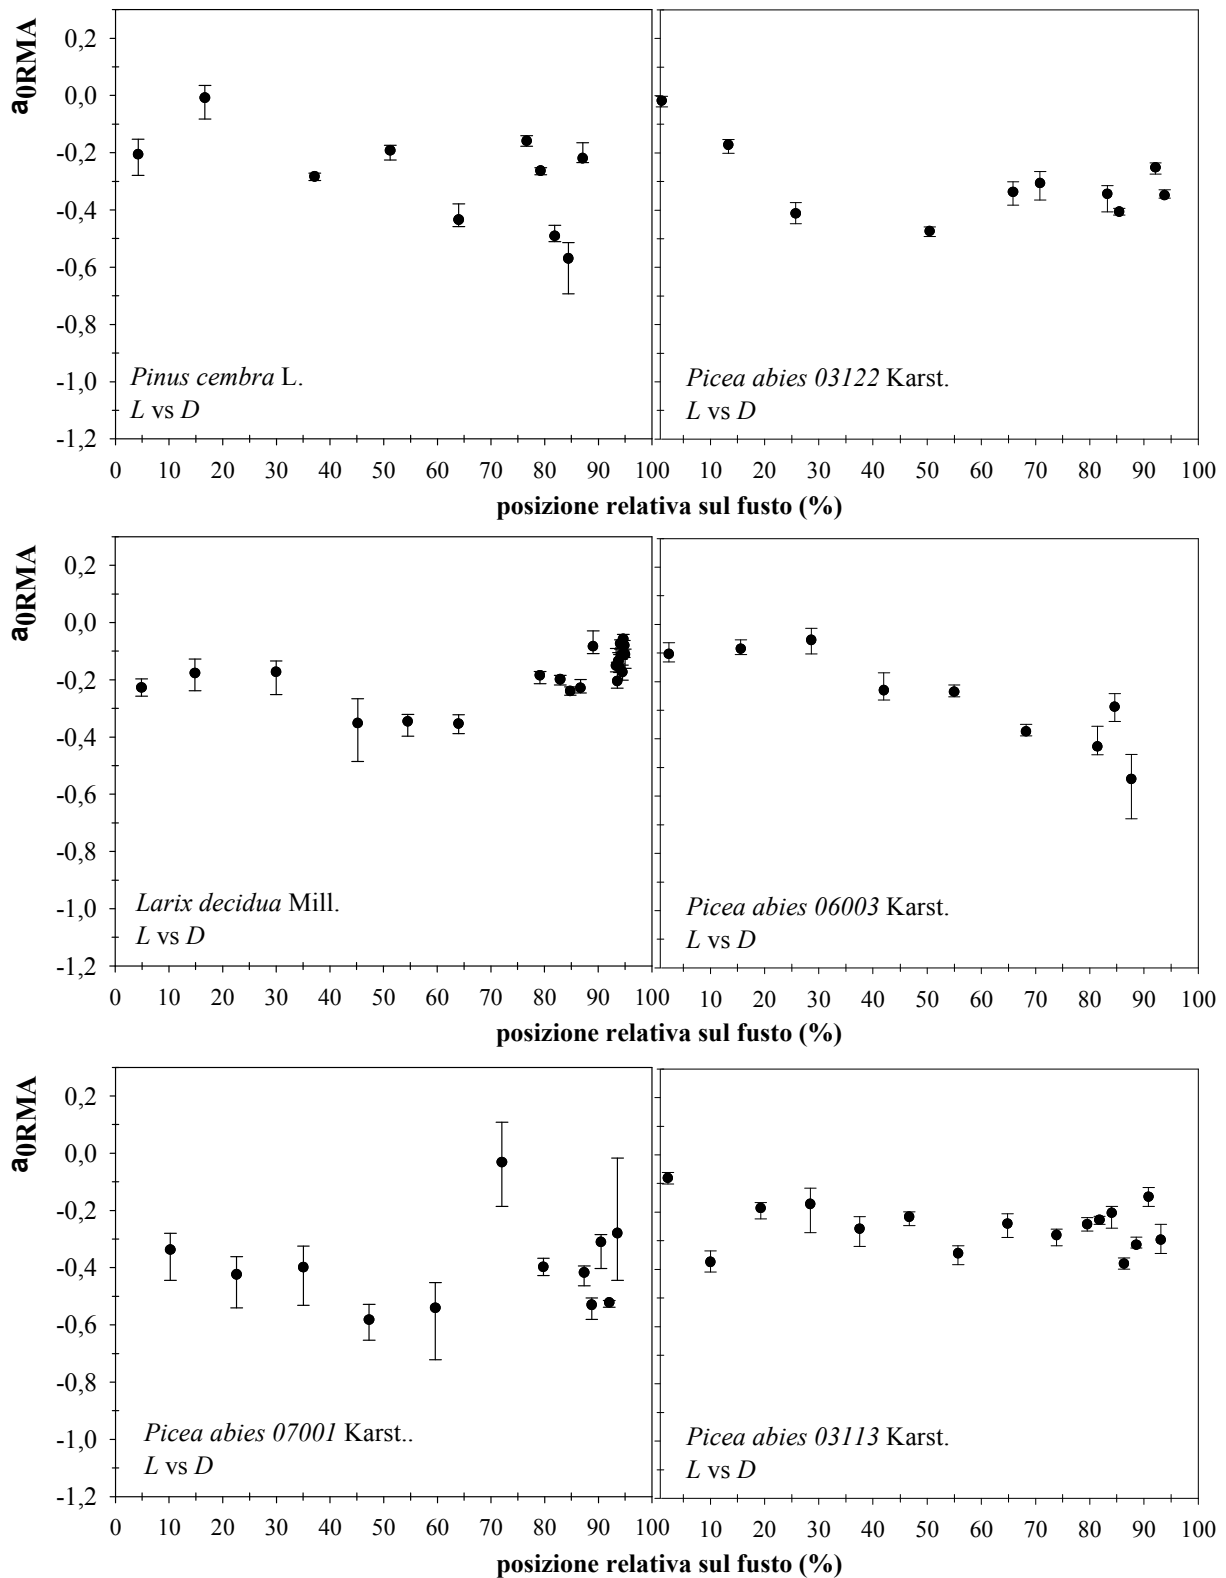 a0RMA
0,2
0,0
-0,2
-0,4
-0,6
-0,8
-1,0
-1,2
Pinus cembra L.
L vs D
Picea abies 03122 Karst.
L vs D
0 10 20 30 40 50 60 70 80 90 100 10 20 30 40 50 60 70 80 90 100
posizione relativa sul fusto (%)
a0RMA
0,2
0,0
-0,2
-0,4
-0,6
-0,8
-1,0
-1,2
Larix decidua Mill.
L vs D
Picea abies 06003 Karst.
L vs D
0 10 20 30 40 50 60 70 80 90 100 10 20 30 40 50 60 70 80 90 100
posizione relativa sul fusto (%)
a0RMA
0,2
0,0
-0,2
-0,4
-0,6
-0,8
-1,0
-1,2
Picea abies 07001 Karst..
L vs D
Picea abies 03113 Karst.
L vs D
0 10 20 30 40 50 60 70 80 90 100 10 20 30 40 50 60 70 80 90 100
posizione relativa sul fusto (%)